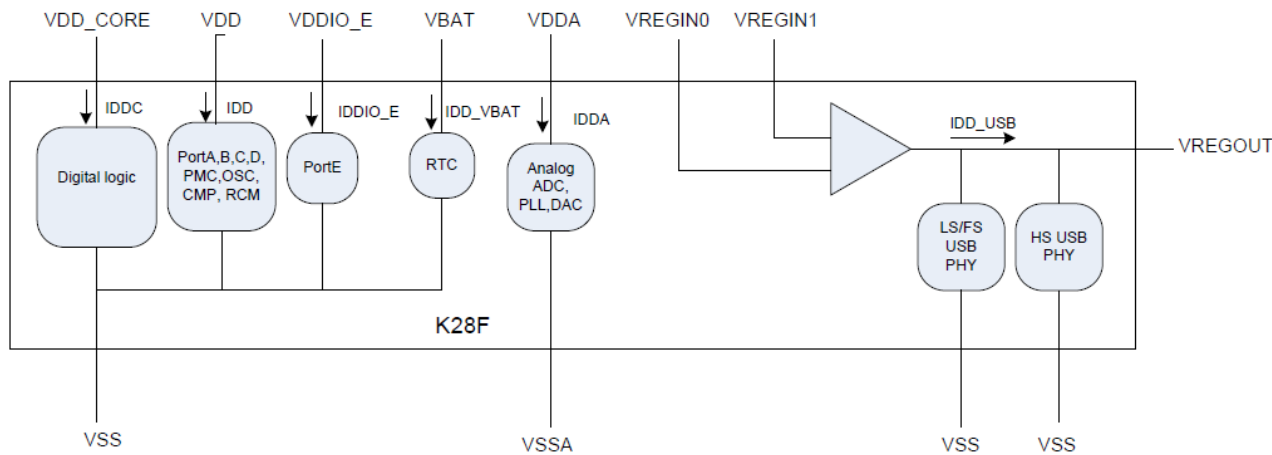 VDD_CORE
VDD
VDDIO_E
VBAT
VDDA
VREGIN0
VREGIN1
IDDC
IDD
IDDIO_E
IDD_VBAT
IDDA
IDD_USB
Digital logic
PortA,B,C,D,
PMC,OSC,
CMP, RCM
PortE
RTC
Analog
ADC,
PLL,DAC
VREGOUT
LS/FS
USB
PHY
HS USB
PHY
K28F
VSS
VSSA
VSS
VSS